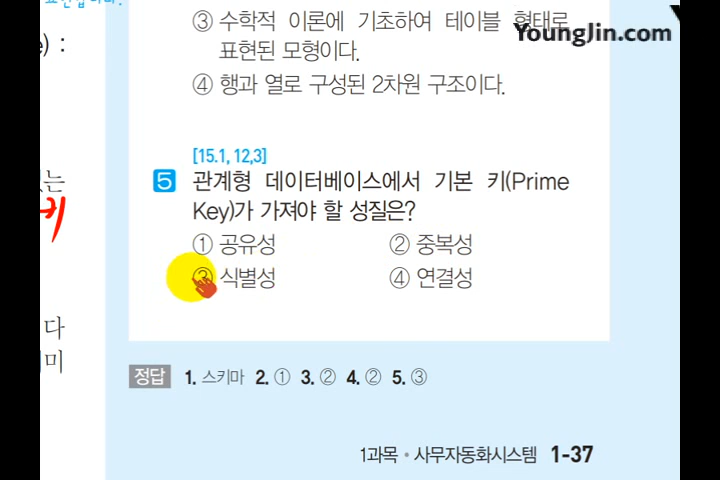 ③ 수학적 이론에 기초하여 테이블 형태로
YoungJin.com
표현된 모형이다.
④ 행과 열로 구성된 2차원 구조이다.
e) :
는
키
다
미
[15.1, 12,3]
5 관계형 데이터베이스에서 기본 키(Prime
Key)가 가져야 할 성질은?
① 공유성 ② 중복성
③ 식별성 ④ 연결성
정답 1. 스키마 2. ① 3. ② 4. ② 5. ③
1과목 • 사무자동화시스템 1-37